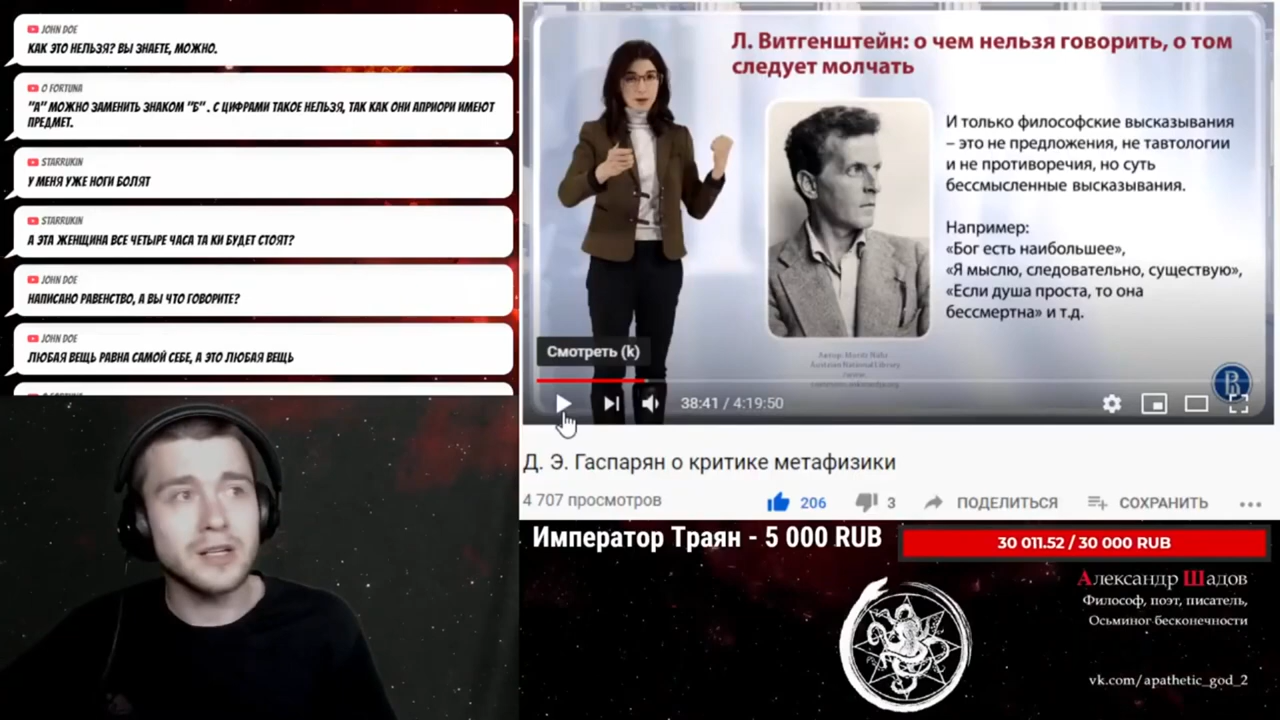 JOHN DOE
КАК ЭТО НЕЛЬЗЯ? ВЫ ЗНАЕТЕ, МОЖНО.
O FORTUNA
"А" МОЖНО ЗАМЕНИТЬ ЗНАКОМ "Б" . С ЦИФРАМИ ТАКОЕ НЕЛЬЗЯ, ТАК КАК ОНИ АПРИОРИ ИМЕЮТ
ПРЕДМЕТ.
STARRUKIN
У МЕНЯ УЖЕ НОГИ БОЛЯТ
STARRUKIN
А ЭТА ЖЕНЩИНА ВСЕ ЧЕТЫРЕ ЧАСА ТА КИ БУДЕТ СТОЯТ?
JOHN DOE
НАПИСАНО РАВЕНСТВО, А ВЫ ЧТО ГОВОРИТЕ?
JOHN DOE
ЛЮБАЯ ВЕЩЬ РАВНА САМОЙ СЕБЕ, А ЭТО ЛЮБАЯ ВЕЩЬ
Л. Витгенштейн: о чем нельзя говорить, о том
следует молчать
И только философские высказывания
– это не предложения, не тавтологии
и не противоречия, но суть
бессмысленные высказывания.
Например:
«Бог есть наибольшее»,
«Я мыслю, следовательно, существую»,
«Если душа проста, то она
бессмертна» и т.д.
Смотреть (k)
38:41 / 4:19:50
Д. Э. Гаспарян о критике метафизики
4 707 просмотров
206
3
ПОДЕЛИТЬСЯ
СОХРАНИТЬ
Император Траян - 5 000 RUB
30 011.52 / 30 000 RUB
Александр Шадов
Философ, поэт, писатель,
Осьминог бесконечности
vk.com/apathetic_god_2